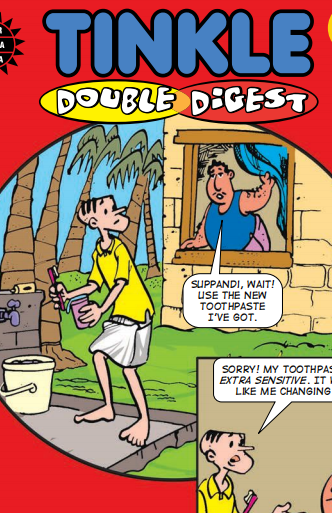 TINKLE
DOUBLE DIGEST
SUPPANDI, WAIT!
USE THE NEW
TOOTHPASTE
I'VE GOT.
SORRY! MY TOOTHPAS
EXTRA SENSITIVE. IT
LIKE ME CHANGING